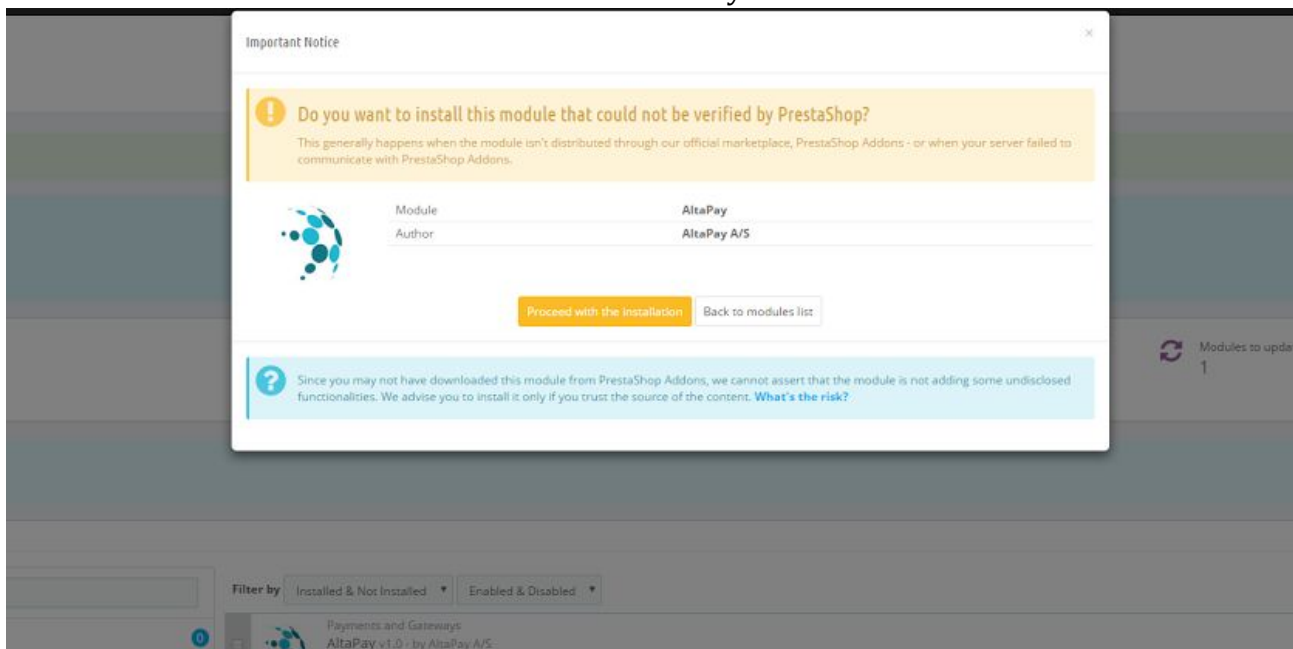 Important Notice
×
Do you want to install this module that could not be verified by PrestaShop?
This generally happens when the module isn't distributed through our official marketplace, PrestaShop Addons - or when your server failed to
communicate with PrestaShop Addons.
Module AltaPay
Author AltaPay A/S
Proceed with the installation Back to modules list
Modules to upda
1
Since you may not have downloaded this module from PrestaShop Addons, we cannot assert that the module is not adding some undisclosed
functionalities. We advise you to install it only if you trust the source of the content. What's the risk?
Filter by Installed & Not Installed Enabled & Disabled
0
Payments and Gateways
AltaPay v1.0 - by AltaPay A/S